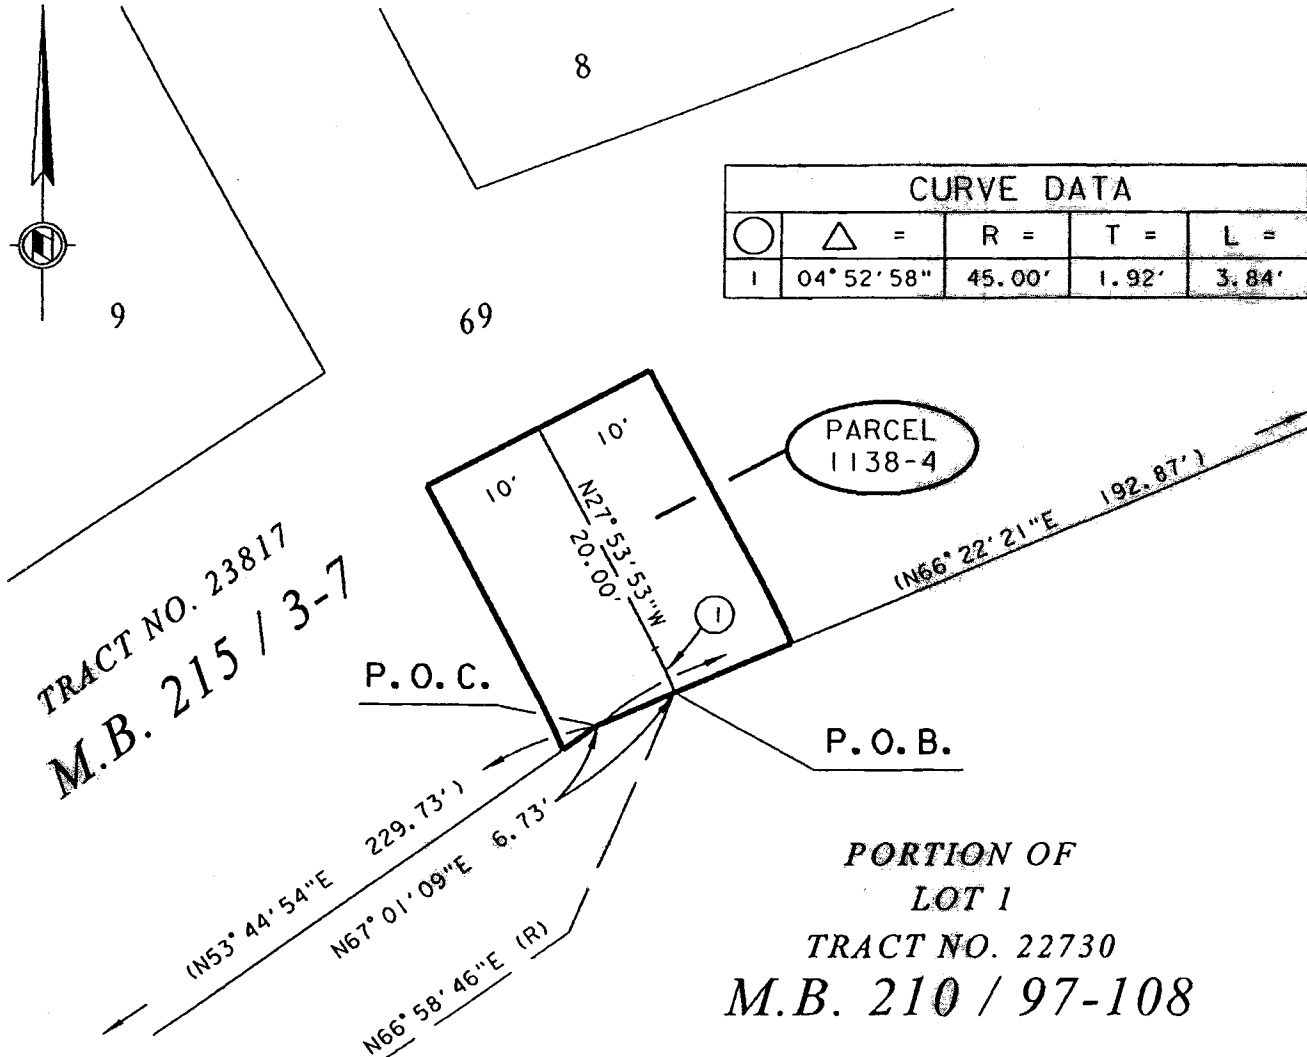 8
CURVE DATA
△ = R = T = L =
1 04°52'58" 45.00' 1.92' 3.84'
9
69
PARCEL
1138-4
10'
10'
N27°53'53"W
20.00'
1
(N66°22'21"E 192.87')
TRACT NO. 23817
M.B. 215 / 3-7
P.O.C.
P.O.B.
(N53°44'54"E 229.73')
N67°01'09"E 6.73'
N66°58'46"E (R)
PORTION OF
LOT 1
TRACT NO. 22730
M.B. 210 / 97-108